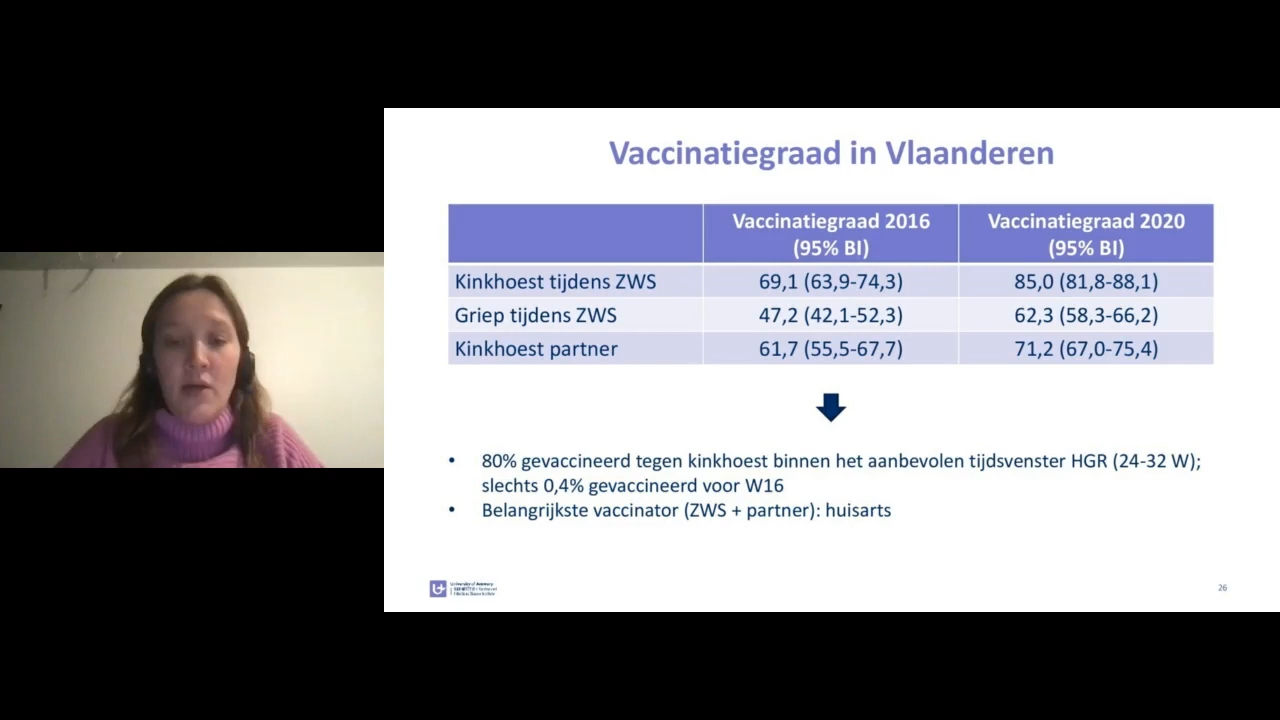 Vaccinatiegraad in Vlaanderen
Vaccinatiegraad 2016 Vaccinatiegraad 2020
(95% BI) (95% BI)
Kinkhoest tijdens ZWS 69,1 (63,9-74,3) 85,0 (81,8-88,1)
Griep tijdens ZWS 47,2 (42,1-52,3) 62,3 (58,3-66,2)
Kinkhoest partner 61,7 (55,5-67,7) 71,2 (67,0-75,4)
• 80% gevaccineerd tegen kinkhoest binnen het aanbevolen tijdsvenster HGR (24-32 W);
slechts 0,4% gevaccineerd voor W16
• Belangrijkste vaccinator (ZWS + partner): huisarts
University of Antwerp
26